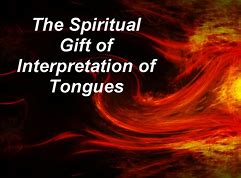 The Spiritual
Gift of
Interpretation of
Tongues